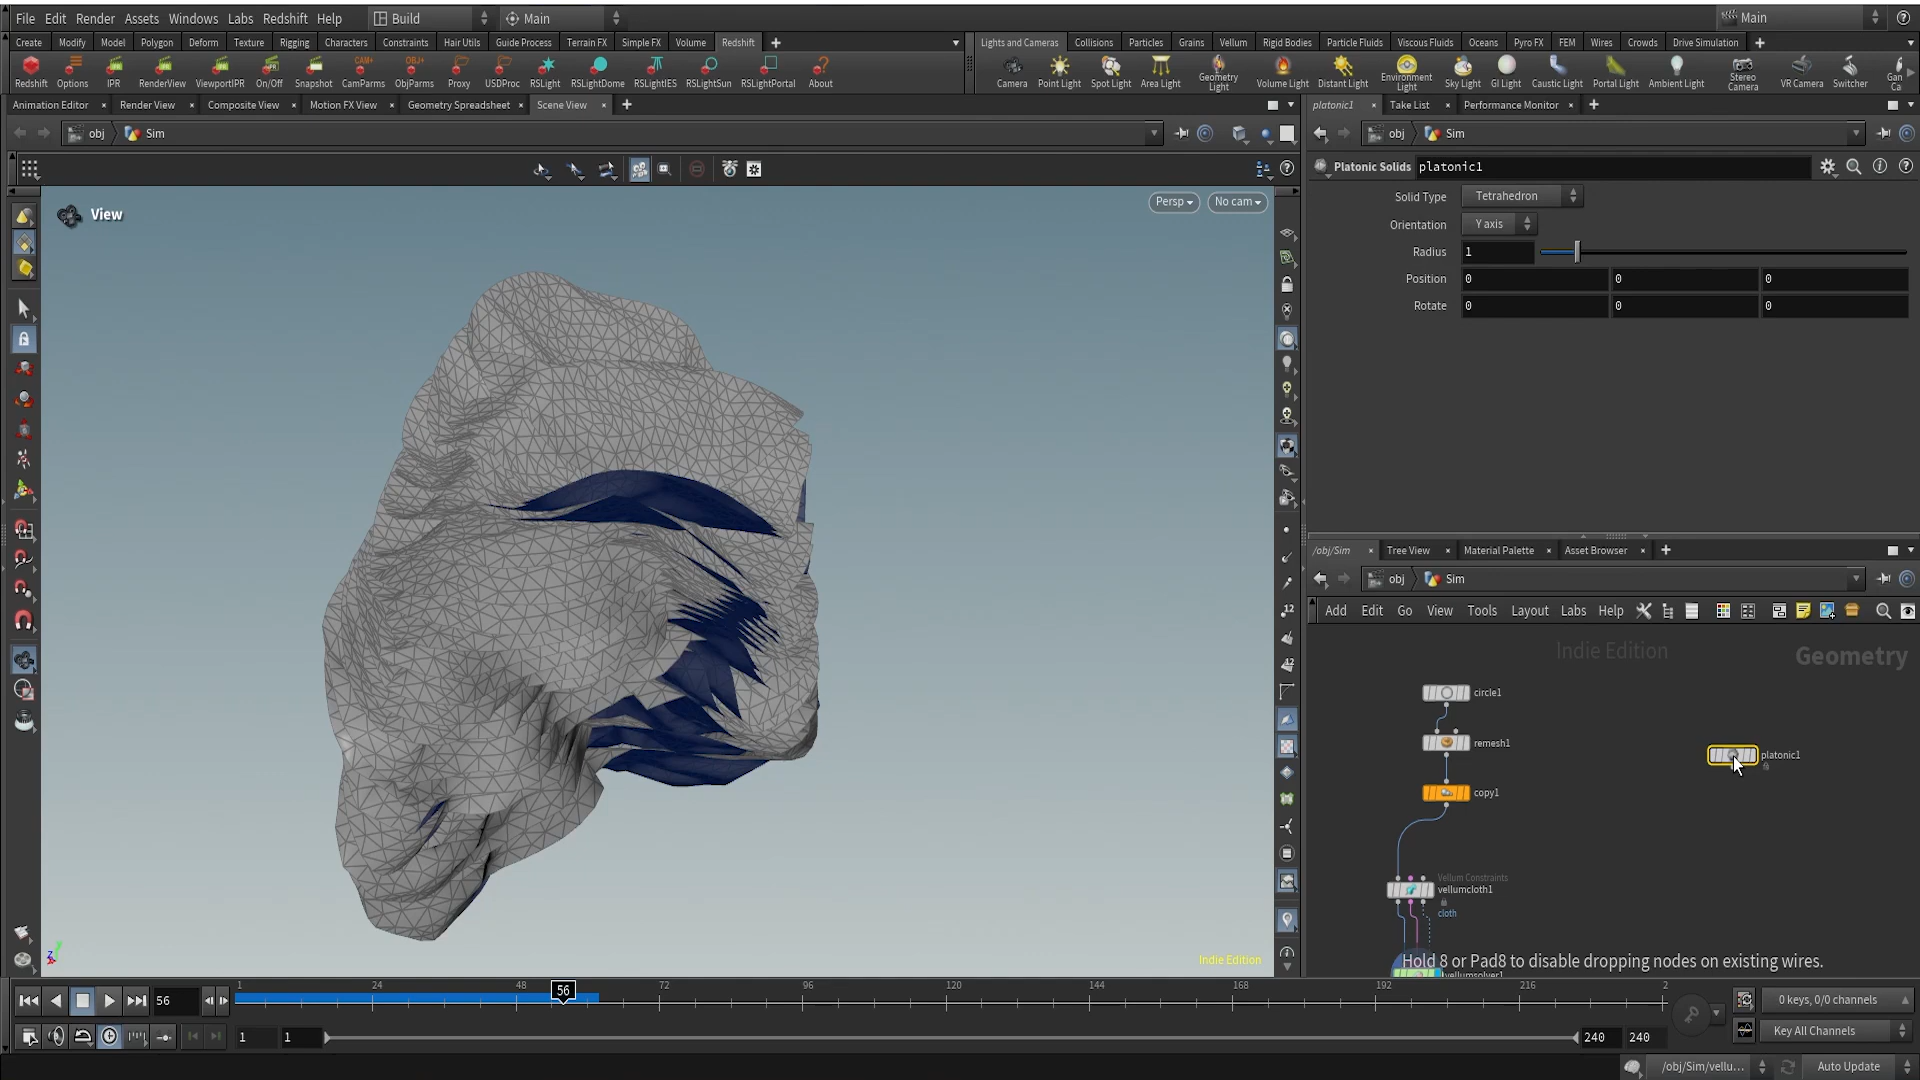 File Edit Render Assets Windows Labs Redshift Help Build Main Main
Create Modify Model Polygon Deform Texture Rigging Characters Constraints Hair Utils Guide Process Terrain FX Simple FX Volume Redshift
Lights and Cameras Collisions Particles Grains Vellum Rigid Bodies Particle Fluids Viscous Fluids Oceans Pyro FX FEM Wires Crowds Drive Simulation
Redshift Options IPR RenderView ViewportIPR On/Off Snapshot CamParms ObjParms Proxy USDProc RSLight RSLightDome RSLightIES RSLightSun RSLightPortal About
Camera Point Light Spot Light Area Light Geometry Light Volume Light Distant Light Environment Light Sky Light GI Light Caustic Light Portal Light Ambient Light Stereo Camera VR Camera Switcher Gan Ca
Animation Editor Render View Composite View Motion FX View Geometry Spreadsheet Scene View
platonic1 Take List Performance Monitor
obj Sim
obj Sim
Platonic Solids platonic1
Solid Type Tetrahedron
Orientation Y axis
Radius 1
Position 0 0 0
Rotate 0 0 0
View
Persp No cam
Indie Edition
/obj/Sim Tree View Material Palette Asset Browser
obj Sim
Add Edit Go View Tools Layout Labs Help
Indie Edition
Geometry
circle1
remesh1
platonic1
copy1
Vellum Constraints
vellumcloth1
cloth
Hold 8 or Pad8 to disable dropping nodes on existing wires.
vellumsolver1
56
1 24 48 56 72 96 120 144 168 192 216 2
0 keys, 0/0 channels
1 1 240 240
Key All Channels
/obj/Sim/vellu... Auto Update